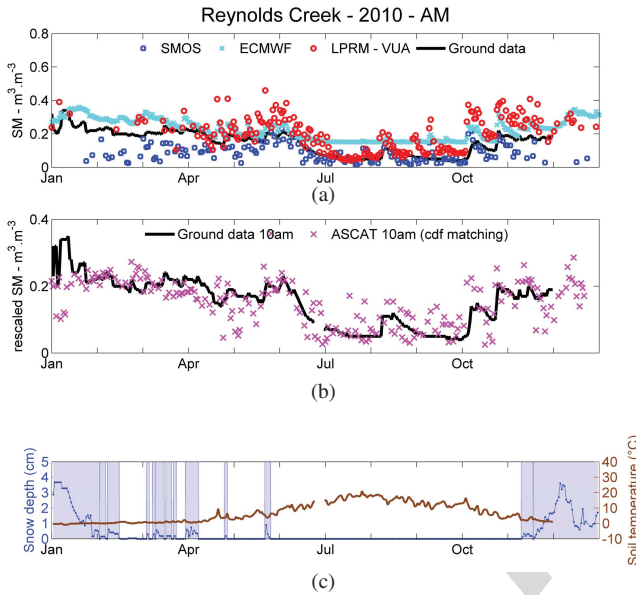 Reynolds Creek - 2010 - AM
0.8
SMOS ECMWF LPRM - VUA Ground data
0.6
0.4
0.2
0
SM - m³.m⁻³
Jan Apr Jul Oct
(a)
0.4
Ground data 10am ASCAT 10am (cdf matching)
0.2
0
rescaled SM - m³.m⁻³
Jan Apr Jul Oct
(b)
5 40
4 30
3 20
2 10
1 0
0 -10
Snow depth (cm)
Soil temperature (°C)
Jan Apr Jul Oct
(c)